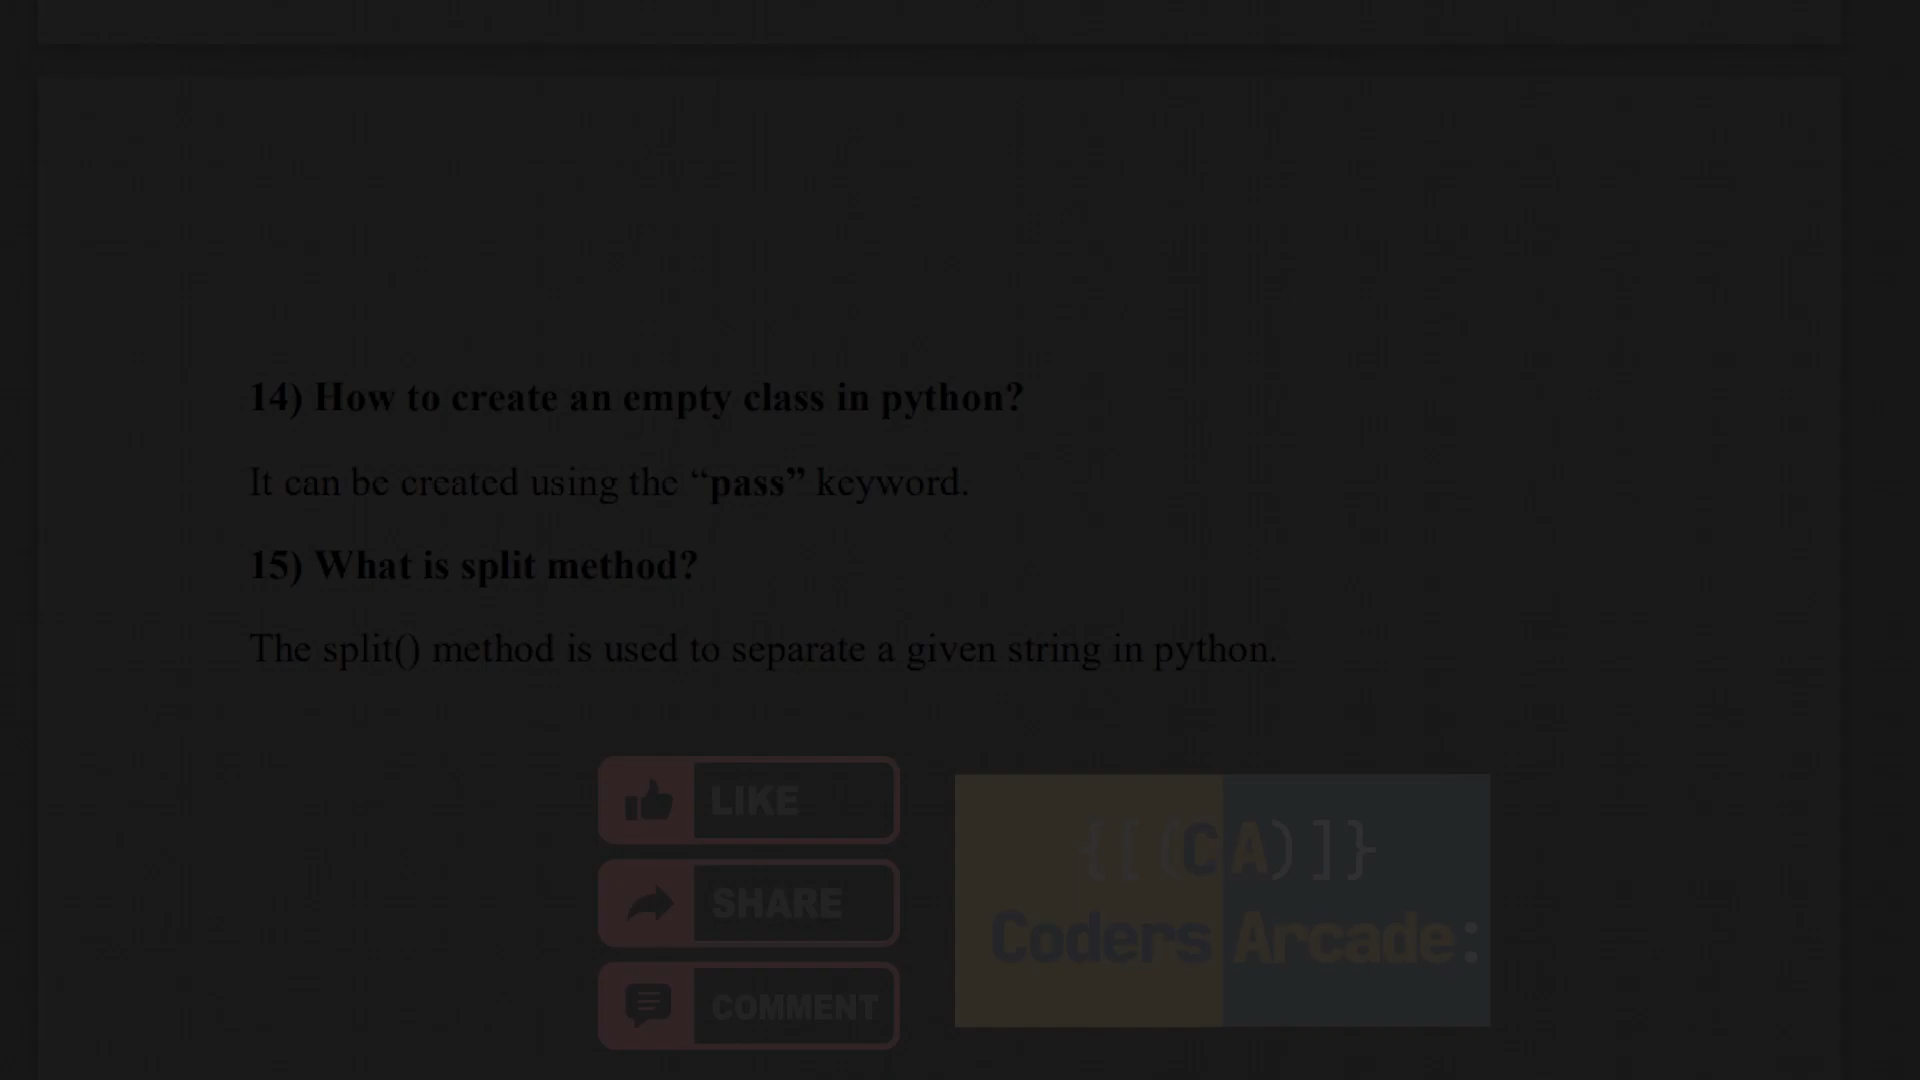 14) How to create an empty class in python?
It can be created using the “pass” keyword.
15) What is split method?
The split() method is used to separate a given string in python.
LIKE
SHARE
COMMENT
{[(CA)]}
Coders Arcade: